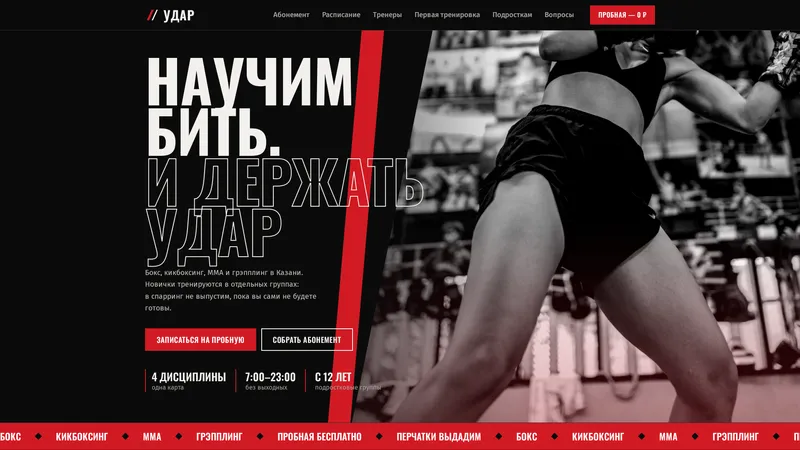 // УДАР
Абонемент Расписание Тренеры Первая тренировка Подросткам Вопросы ПРОБНАЯ — 0 ₽
НАУЧИМ
БИТЬ.
И ДЕРЖАТЬ
УДАР
Бокс, кикбоксинг, ММА и грэпплинг в Казани.
Новички тренируются в отдельных группах:
в спарринг не выпустим, пока вы сами не будете
готовы.
ЗАПИСАТЬСЯ НА ПРОБНУЮ СОБРАТЬ АБОНЕМЕНТ
4 ДИСЦИПЛИНЫ 7:00–23:00 С 12 ЛЕТ
одна карта без выходных подростковые группы
БОКС ◆ КИКБОКСИНГ ◆ ММА ◆ ГРЭППЛИНГ ◆ ПРОБНАЯ БЕСПЛАТНО ◆ ПЕРЧАТКИ ВЫДАДИМ ◆ БОКС ◆ КИКБОКСИНГ ◆ ММА ◆ ГРЭППЛИНГ ◆